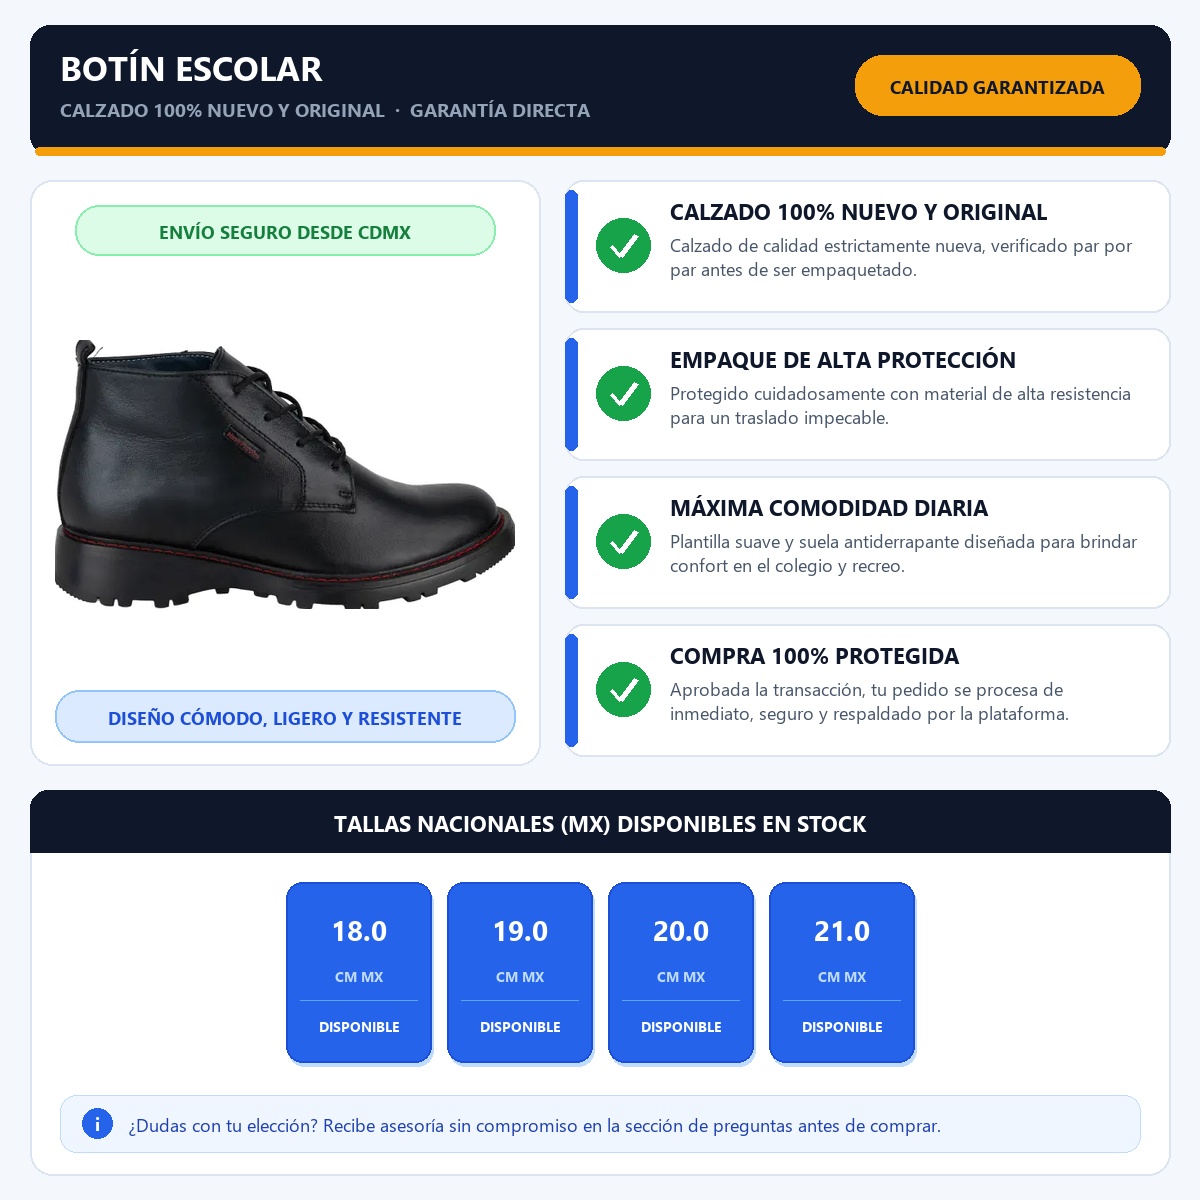 BOTÍN ESCOLAR
CALZADO 100% NUEVO Y ORIGINAL · GARANTÍA DIRECTA
CALIDAD GARANTIZADA
ENVÍO SEGURO DESDE CDMX
DISEÑO CÓMODO, LIGERO Y RESISTENTE
CALZADO 100% NUEVO Y ORIGINAL
Calzado de calidad estrictamente nueva, verificado par por
par antes de ser empaquetado.
EMPAQUE DE ALTA PROTECCIÓN
Protegido cuidadosamente con material de alta resistencia
para un traslado impecable.
MÁXIMA COMODIDAD DIARIA
Plantilla suave y suela antiderrapante diseñada para brindar
confort en el colegio y recreo.
COMPRA 100% PROTEGIDA
Aprobada la transacción, tu pedido se procesa de
inmediato, seguro y respaldado por la plataforma.
TALLAS NACIONALES (MX) DISPONIBLES EN STOCK
18.0
CM MX
DISPONIBLE
19.0
CM MX
DISPONIBLE
20.0
CM MX
DISPONIBLE
21.0
CM MX
DISPONIBLE
¿Dudas con tu elección? Recibe asesoría sin compromiso en la sección de preguntas antes de comprar.